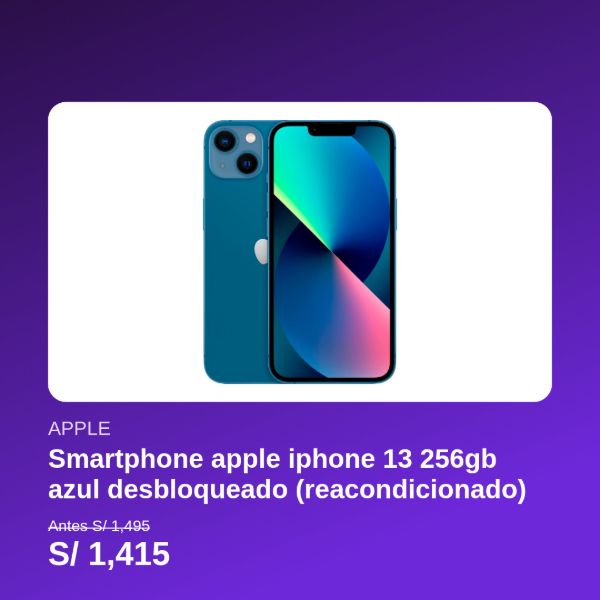 APPLE
Smartphone apple iphone 13 256gb
azul desbloqueado (reacondicionado)
Antes S/ 1,495
S/ 1,415